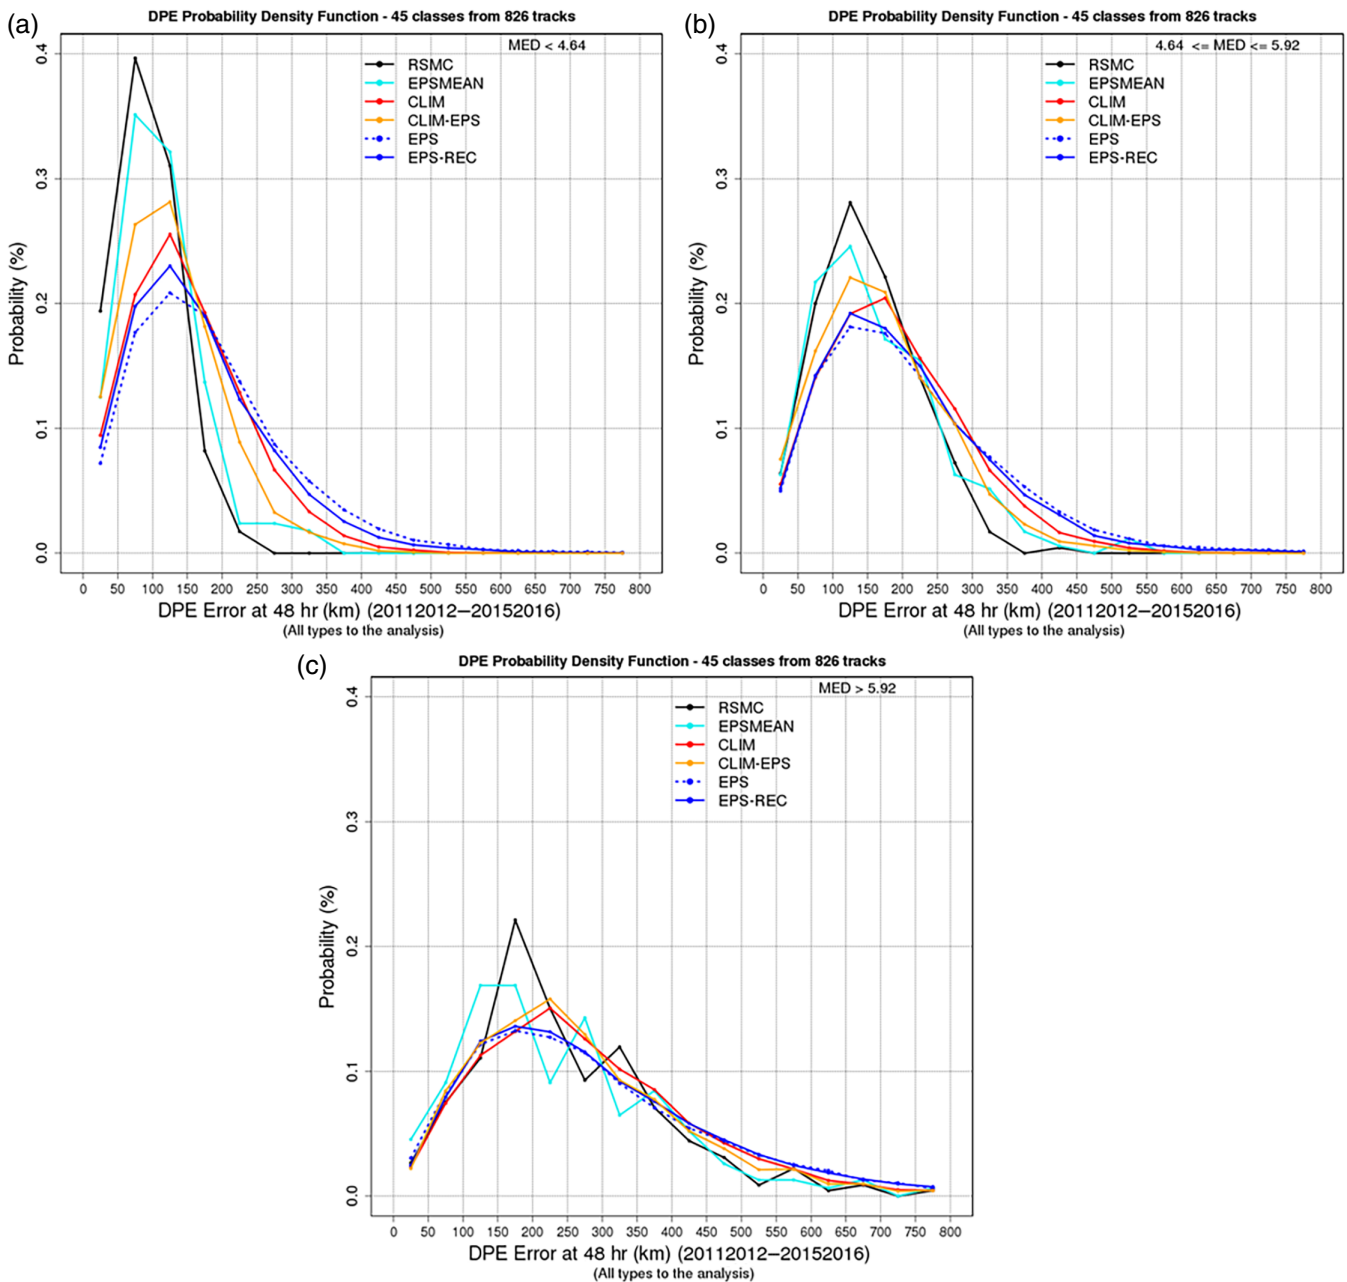 (a)
DPE Probability Density Function - 45 classes from 826 tracks
MED < 4.64
RSMC
EPSMEAN
CLIM
CLIM-EPS
EPS
EPS-REC
Probability (%)
0.4
0.3
0.2
0.1
0.0
0 50 100 150 200 250 300 350 400 450 500 550 600 650 700 750 800
DPE Error at 48 hr (km) (20112012−20152016)
(All types to the analysis)
(b)
DPE Probability Density Function - 45 classes from 826 tracks
4.64 <= MED <= 5.92
RSMC
EPSMEAN
CLIM
CLIM-EPS
EPS
EPS-REC
Probability (%)
0.4
0.3
0.2
0.1
0.0
0 50 100 150 200 250 300 350 400 450 500 550 600 650 700 750 800
DPE Error at 48 hr (km) (20112012−20152016)
(All types to the analysis)
(c)
DPE Probability Density Function - 45 classes from 826 tracks
MED > 5.92
RSMC
EPSMEAN
CLIM
CLIM-EPS
EPS
EPS-REC
Probability (%)
0.4
0.3
0.2
0.1
0.0
0 50 100 150 200 250 300 350 400 450 500 550 600 650 700 750 800
DPE Error at 48 hr (km) (20112012−20152016)
(All types to the analysis)